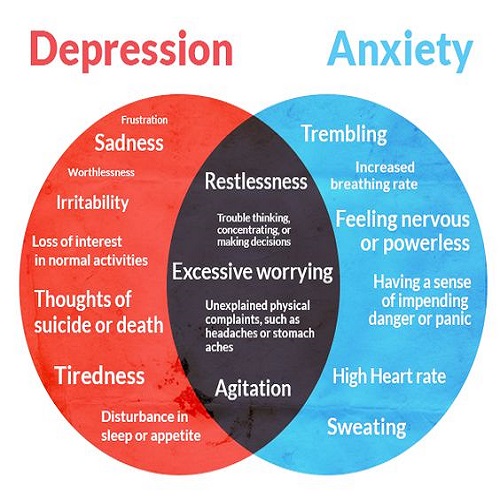 Depression
Anxiety
Frustration
Sadness
Worthlessness
Irritability
Loss of interest
in normal activities
Thoughts of
suicide or death
Tiredness
Disturbance in
sleep or appetite
Restlessness
Trouble thinking,
concentrating, or
making decisions
Excessive worrying
Unexplained physical
complaints, such as
headaches or stomach
aches
Agitation
Trembling
Increased
breathing rate
Feeling nervous
or powerless
Having a sense
of impending
danger or panic
High Heart rate
Sweating